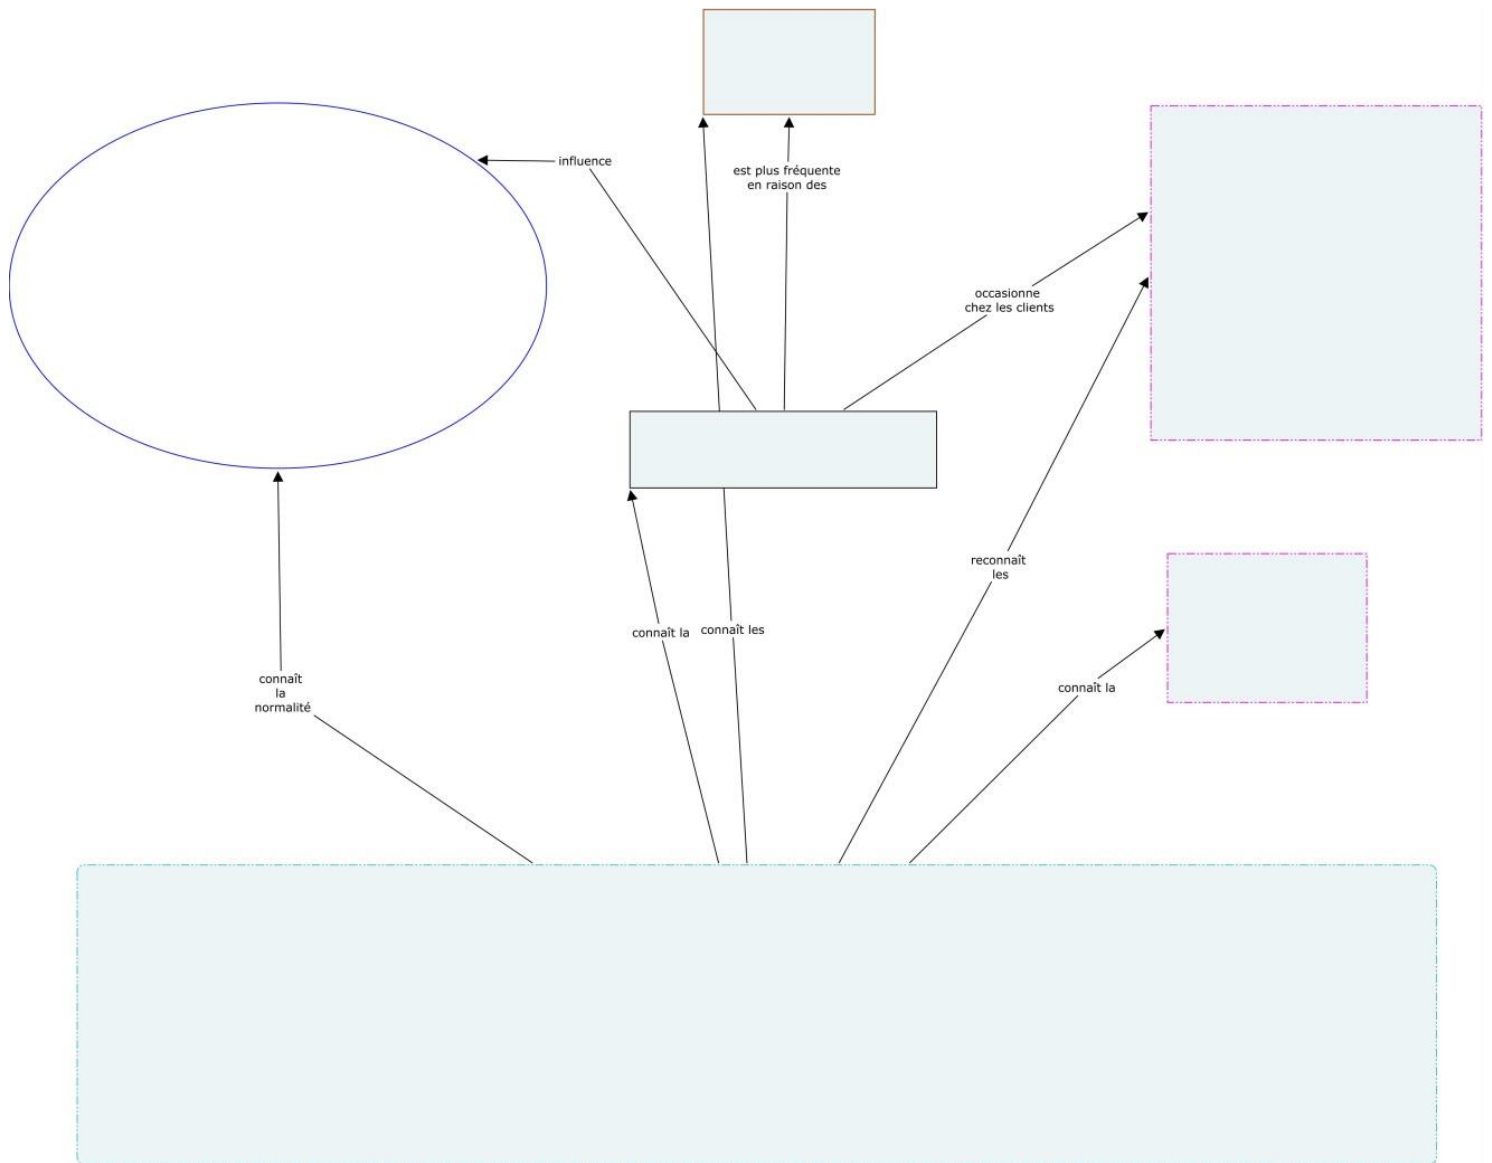 influence
est plus fréquente
en raison des
occasionne
chez les clients
reconnaît
les
connaît la
connaît les
connaît
la
normalité
connaît la